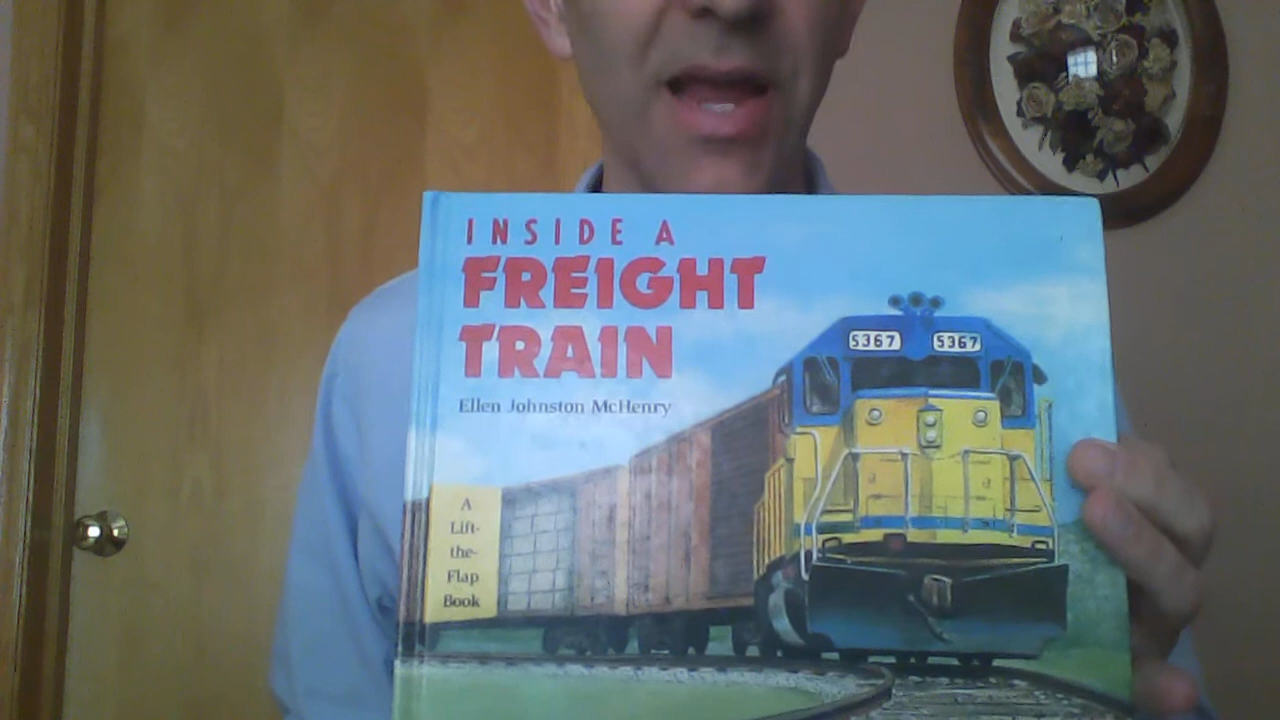 INSIDE A
FREIGHT
TRAIN
Ellen Johnston McHenry
5367 5367
A
Lift-
the-
Flap
Book